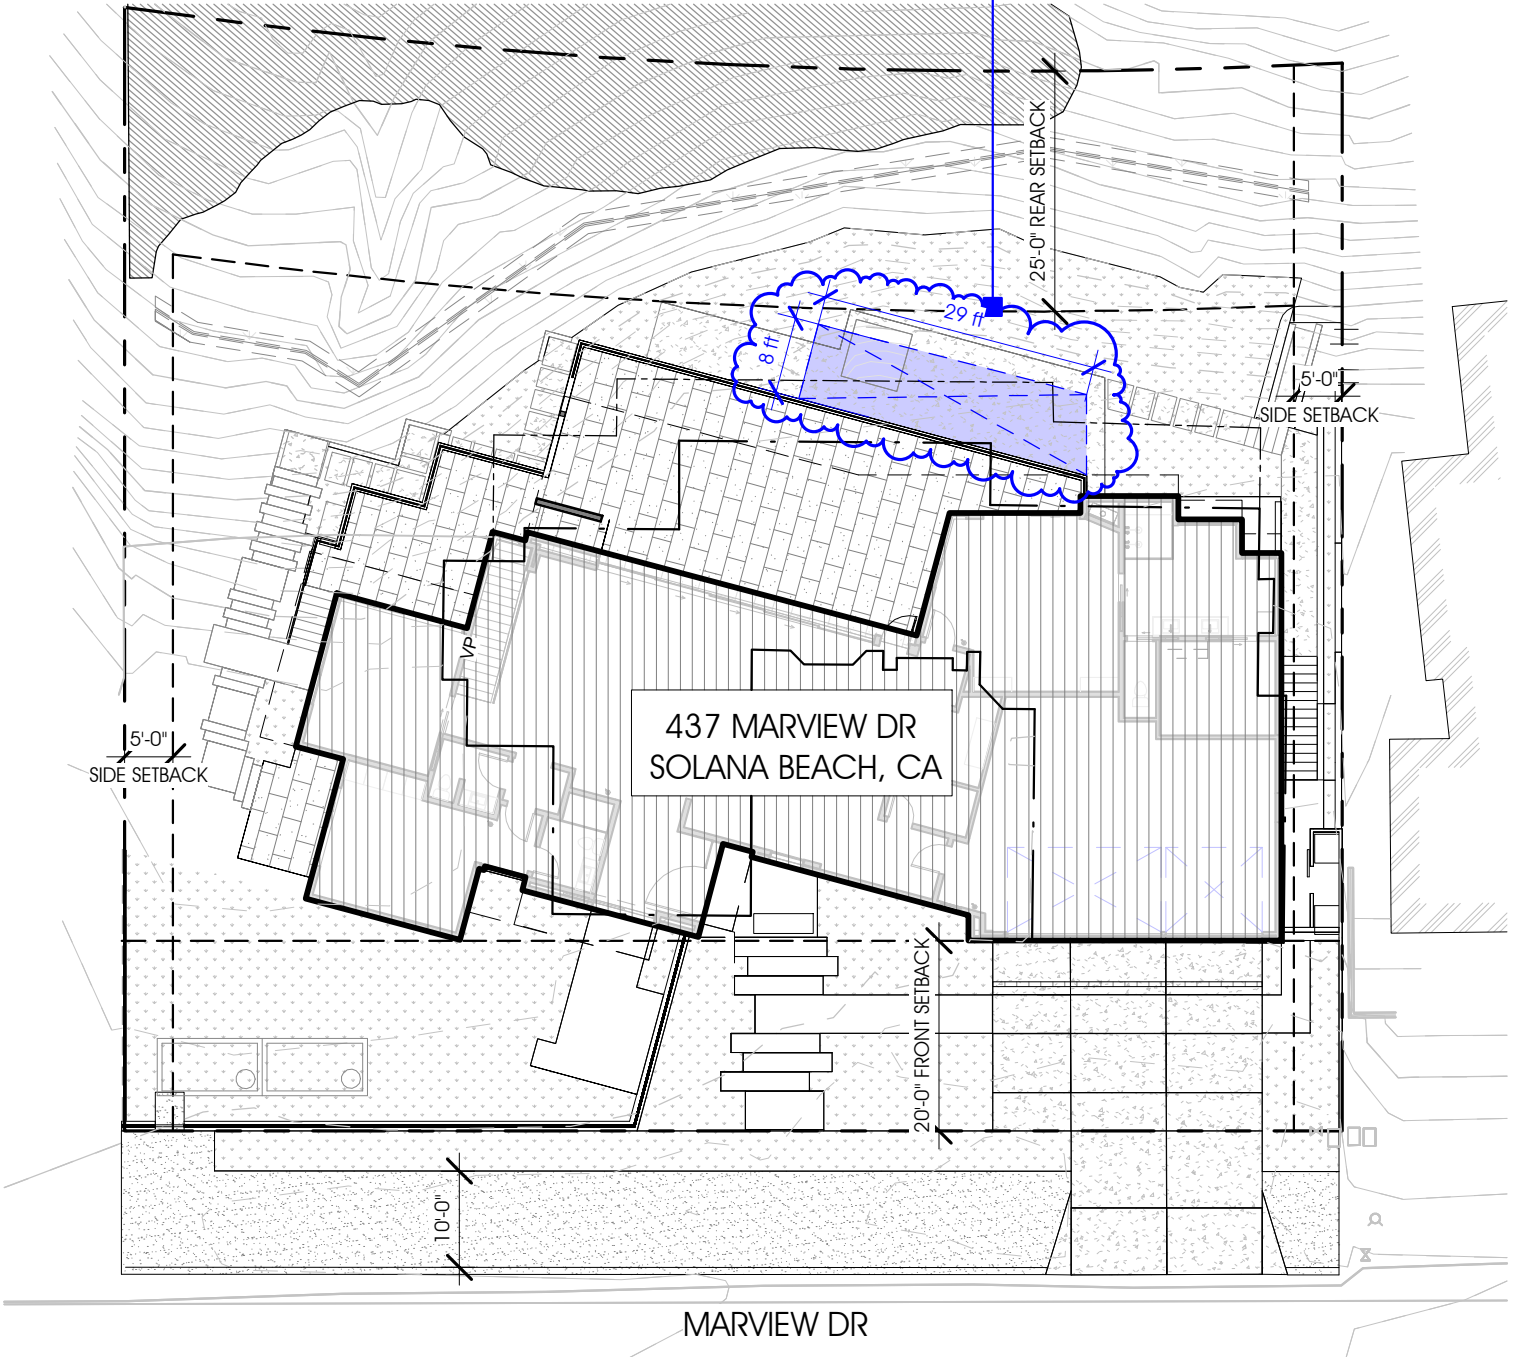 25'-0" REAR SETBACK
29 ft
8 ft
5'-0"
SIDE SETBACK
VP
437 MARVIEW DR
SOLANA BEACH, CA
5'-0"
SIDE SETBACK
20'-0" FRONT SETBACK
10'-0"
MARVIEW DR